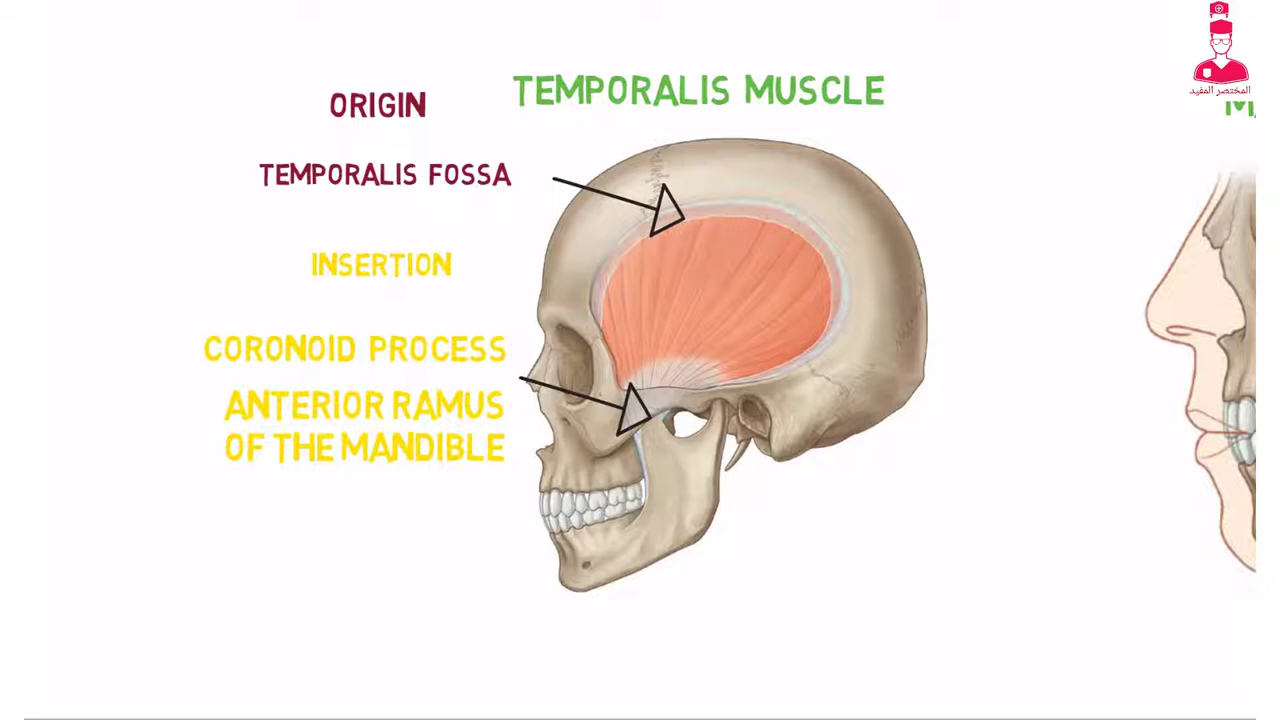 TEMPORALIS MUSCLE
ORIGIN
TEMPORALIS FOSSA
INSERTION
CORONOID PROCESS
ANTERIOR RAMUS
OF THE MANDIBLE
المختصر المفيد